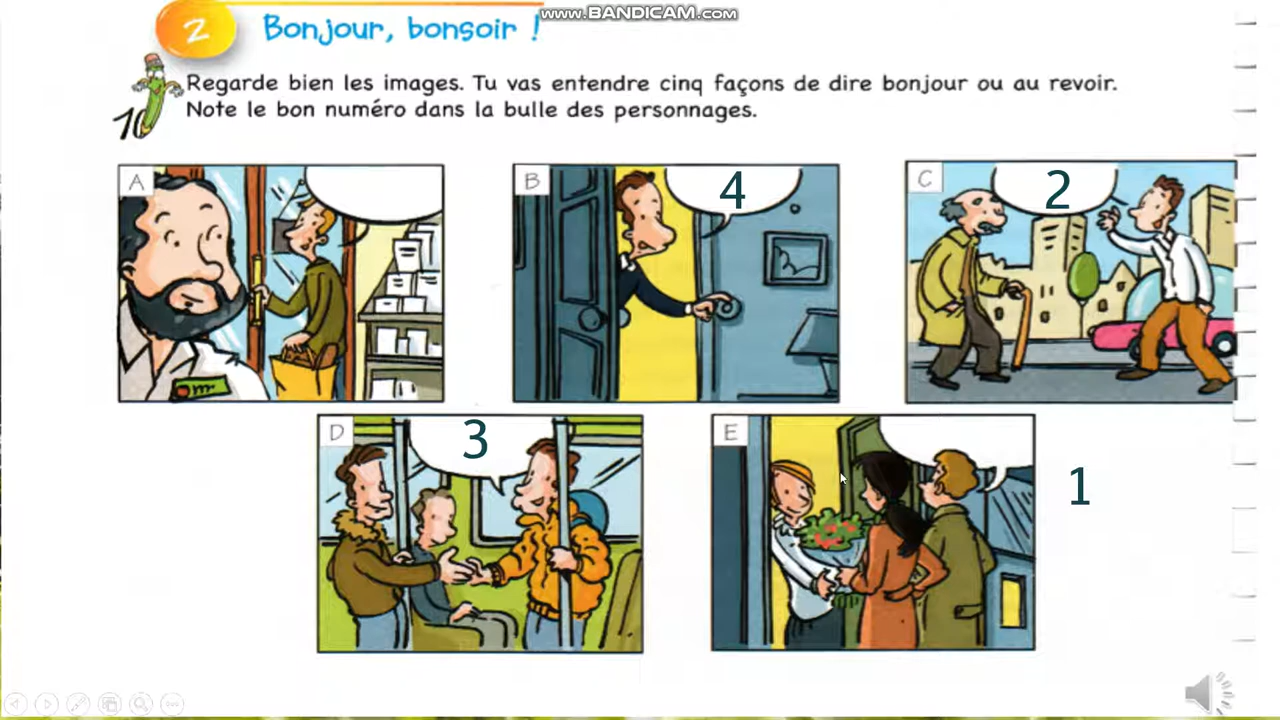 www.BANDICAM.com
2 Bonjour, bonsoir !
Regarde bien les images. Tu vas entendre cinq façons de dire bonjour ou au revoir.
10 Note le bon numéro dans la bulle des personnages.
A
B 4
C 2
D 3
E
1